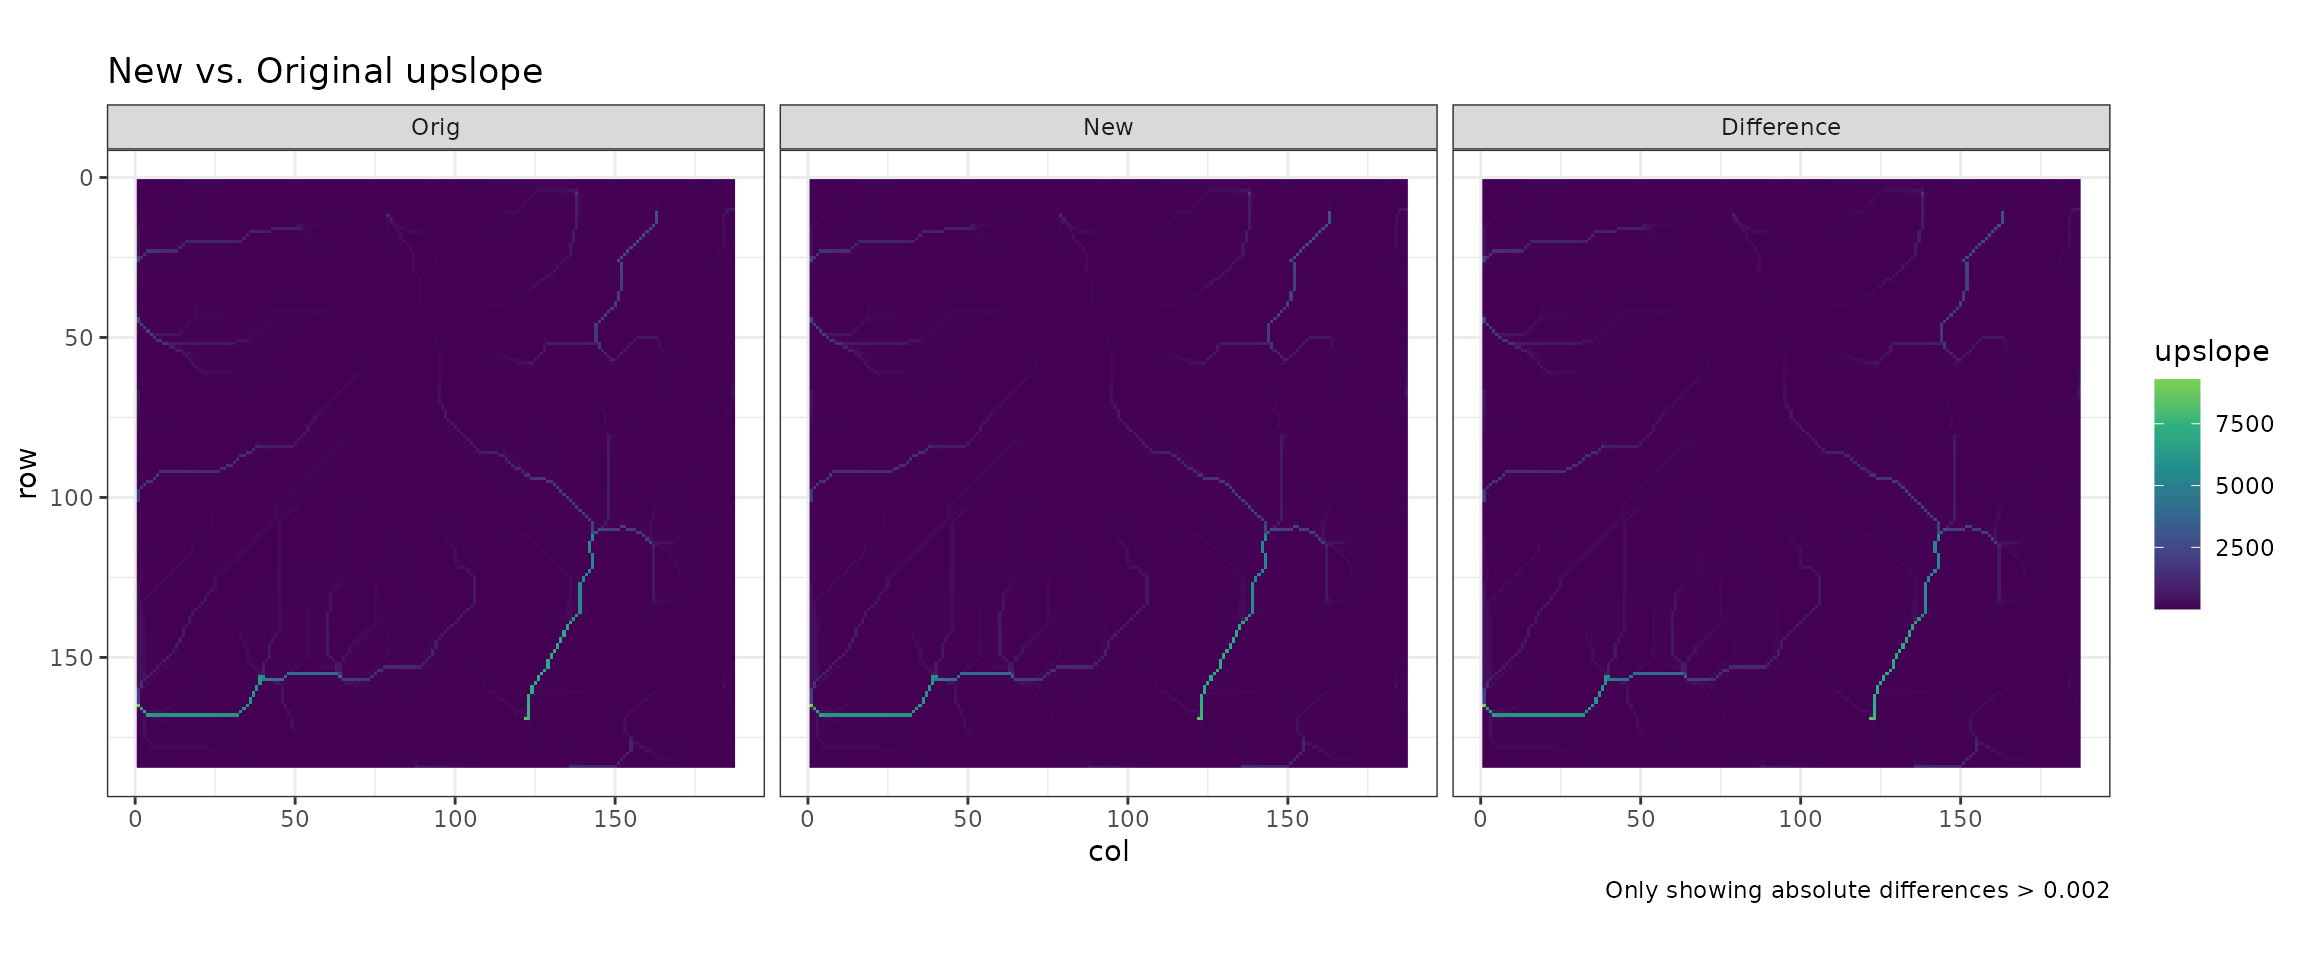 New vs. Original upslope
Orig
New
Difference
0
50
100
150
row
0
50
100
150
0
50
100
150
0
50
100
150
col
upslope
7500
5000
2500
Only showing absolute differences > 0.002